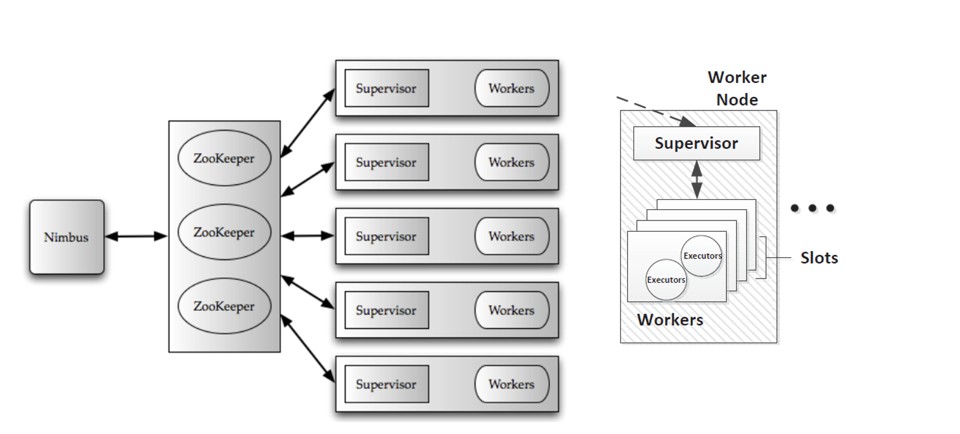 Nimbus
ZooKeeper
ZooKeeper
ZooKeeper
Supervisor Workers
Supervisor Workers
Supervisor Workers
Supervisor Workers
Supervisor Workers
Worker
Node
Supervisor
Executors
Executors
Slots
Workers